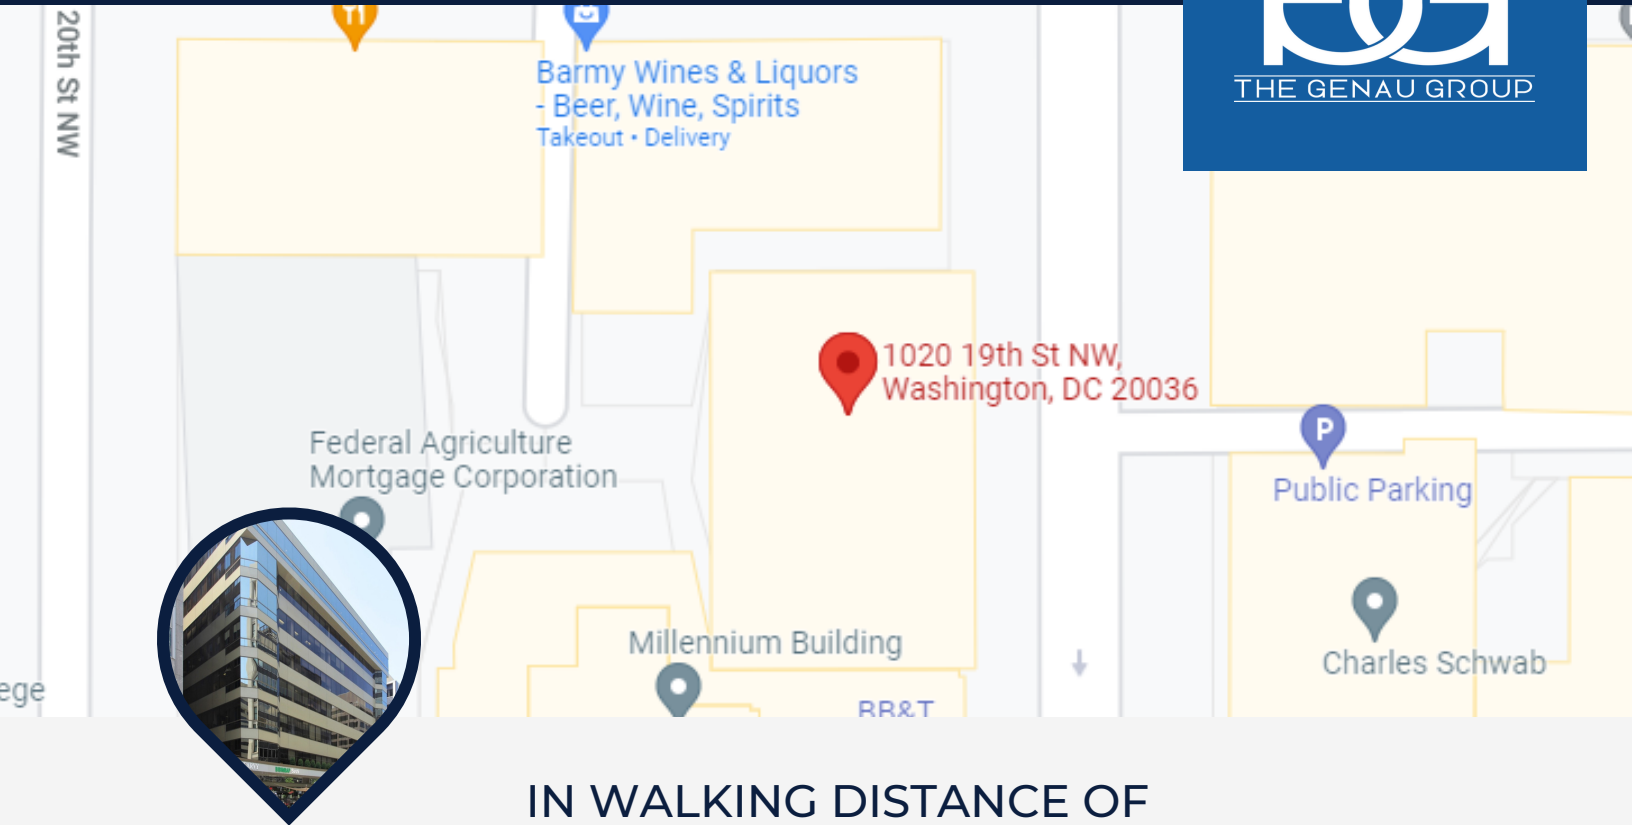 20th St NW
Barmy Wines & Liquors
- Beer, Wine, Spirits
Takeout • Delivery
THE GENAU GROUP
1020 19th St NW,
Washington, DC 20036
Federal Agriculture
Mortgage Corporation
P
Public Parking
Millennium Building
Charles Schwab
ege
BB&T
IN WALKING DISTANCE OF